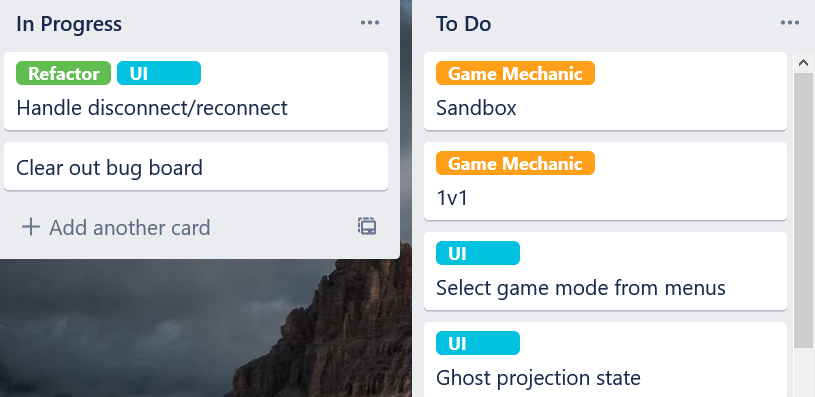 In Progress
Refactor UI
Handle disconnect/reconnect
Clear out bug board
Add another card
To Do
Game Mechanic
Sandbox
Game Mechanic
1v1
UI
Select game mode from menus
UI
Ghost projection state